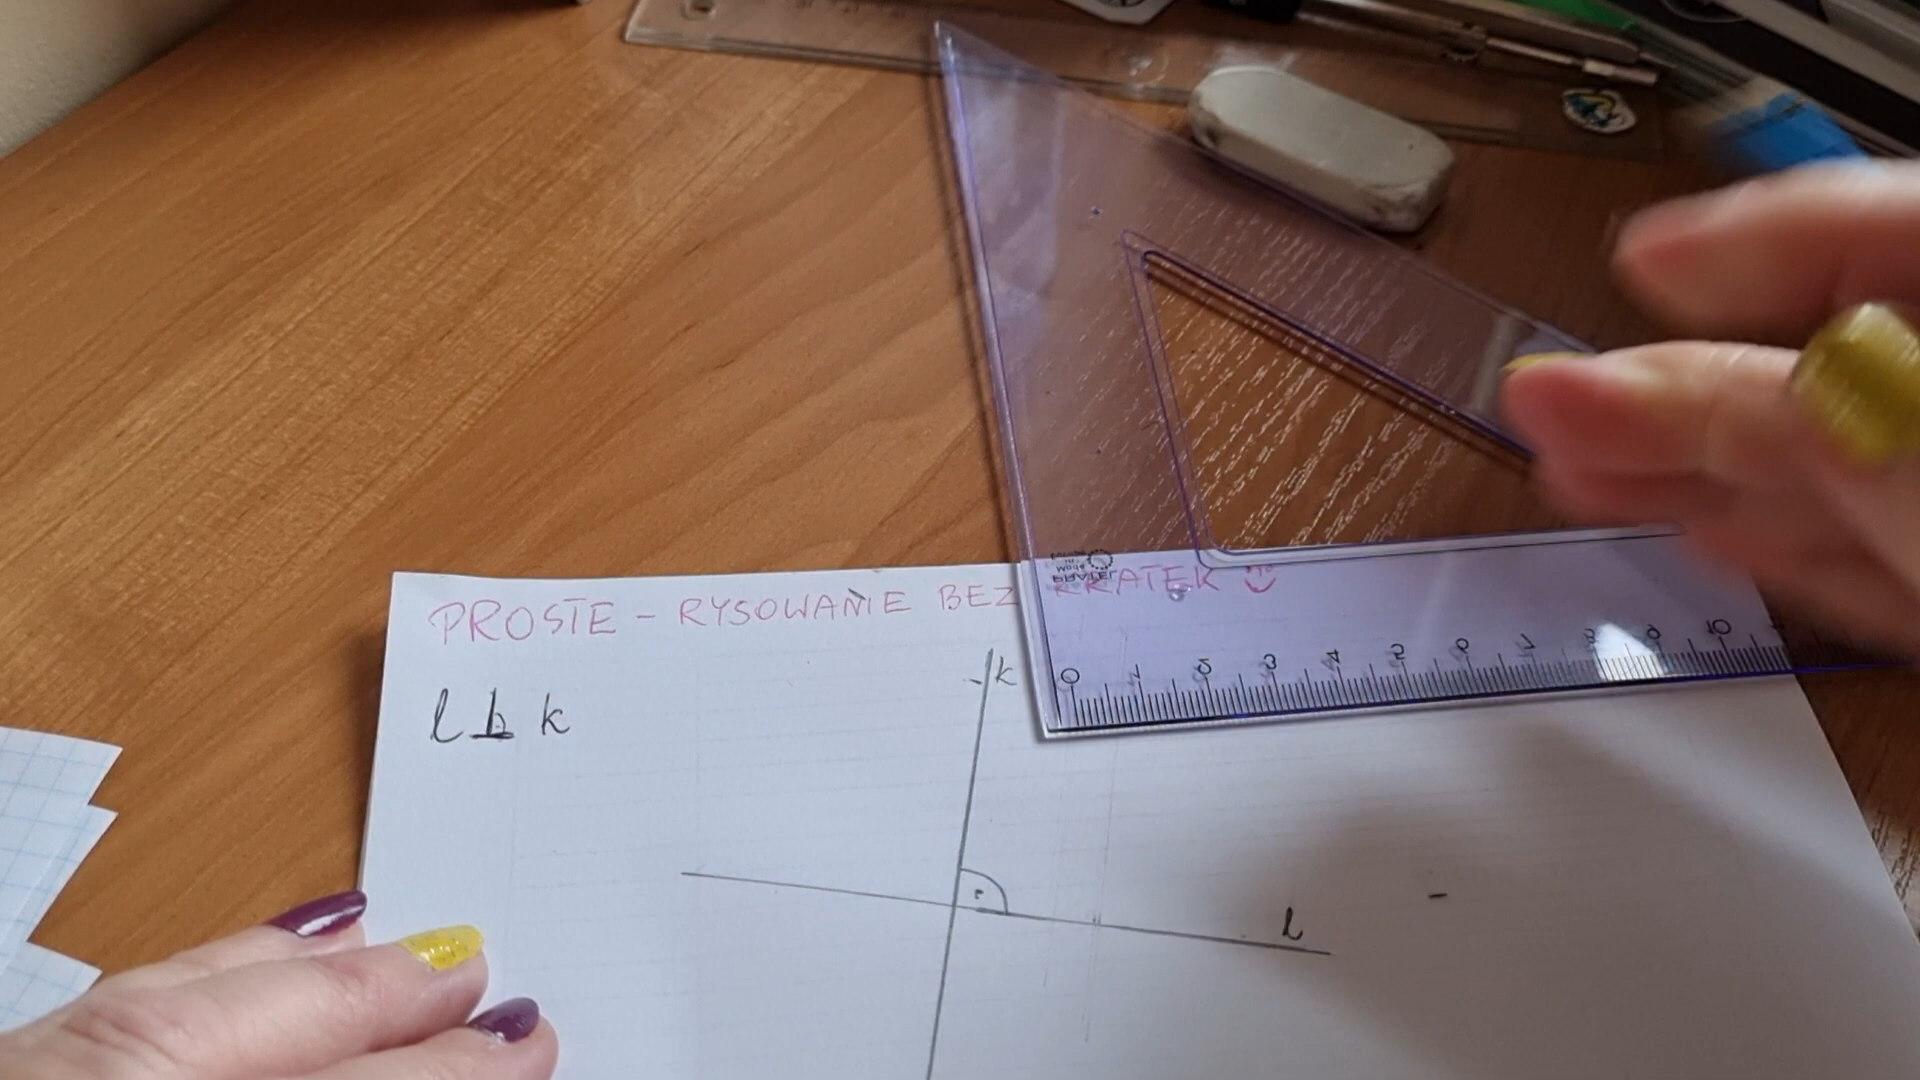 PROSTE - RYSOWANIE BEZ KRATEK
l ⊥ k
k
0 1 2 3 4 5 6 7 8 9 10
l